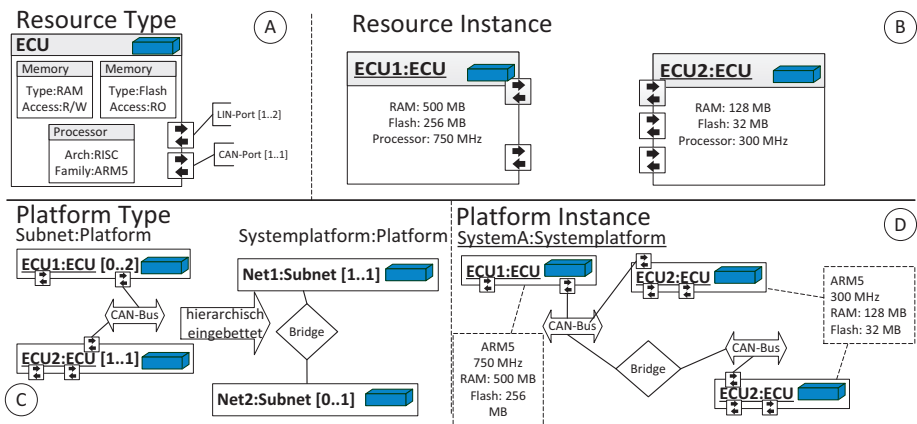 Resource Type
A
ECU
Memory
Type:RAM
Access:R/W
Memory
Type:Flash
Access:RO
Processor
Arch:RISC
Family:ARM5
LIN-Port [1..2]
CAN-Port [1..1]
Resource Instance
B
ECU1:ECU
RAM: 500 MB
Flash: 256 MB
Processor: 750 MHz
ECU2:ECU
RAM: 128 MB
Flash: 32 MB
Processor: 300 MHz
Platform Type
Subnet:Platform
ECU1:ECU [0..2]
CAN-Bus
ECU2:ECU [1..1]
C
hierarchisch
eingebettet
Systemplatform:Platform
Net1:Subnet [1..1]
Bridge
Net2:Subnet [0..1]
Platform Instance
D
SystemA:Systemplatform
ECU1:ECU
ECU2:ECU
CAN-Bus
ARM5
750 MHz
RAM: 500 MB
Flash: 256
MB
Bridge
CAN-Bus
ECU2:ECU
ARM5
300 MHz
RAM: 128 MB
Flash: 32 MB